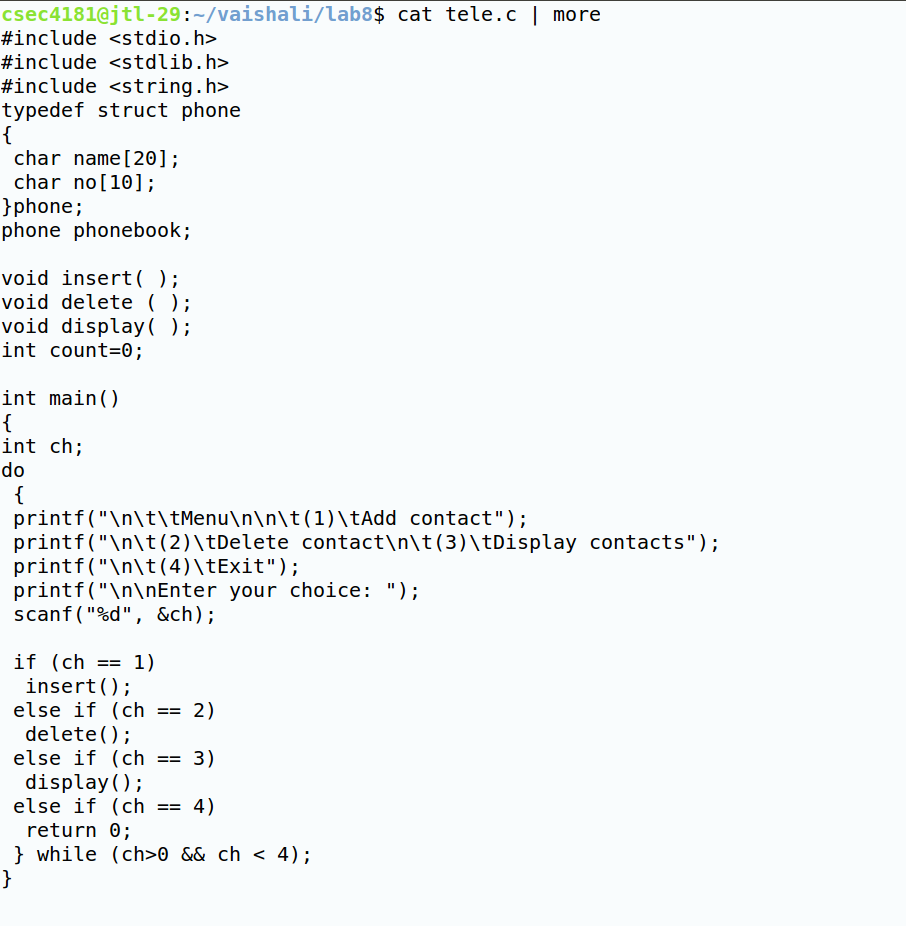 csec4181@jtl-29:~/vaishali/lab8$ cat tele.c | more
#include <stdio.h>
#include <stdlib.h>
#include <string.h>
typedef struct phone
{
 char name[20];
 char no[10];
}phone;
phone phonebook;

void insert( );
void delete ( );
void display( );
int count=0;

int main()
{
int ch;
do
 {
 printf("\n\t\tMenu\n\n\t(1)\tAdd contact");
 printf("\n\t(2)\tDelete contact\n\t(3)\tDisplay contacts");
 printf("\n\t(4)\tExit");
 printf("\n\nEnter your choice: ");
 scanf("%d", &ch);

 if (ch == 1)
  insert();
 else if (ch == 2)
  delete();
 else if (ch == 3)
  display();
 else if (ch == 4)
  return 0;
 } while (ch>0 && ch < 4);
}